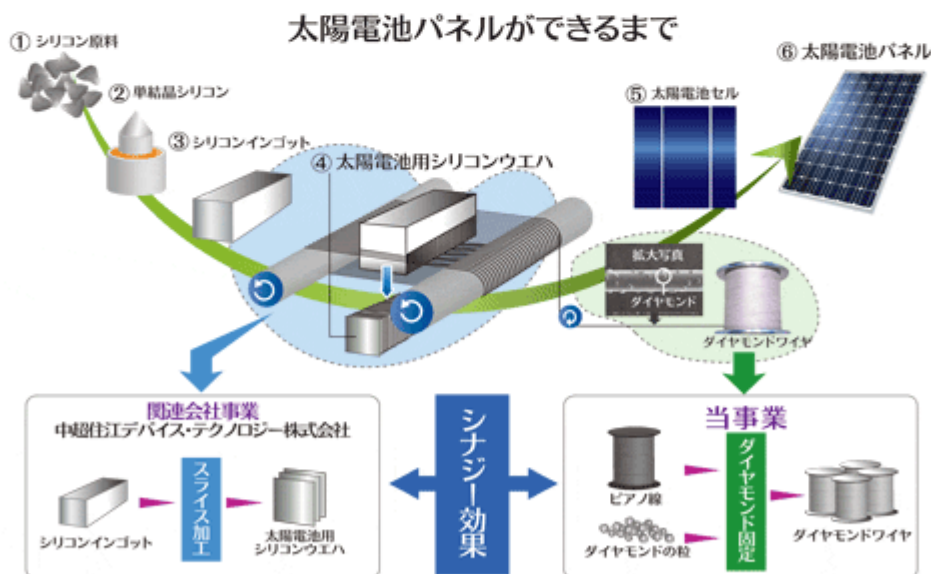 太陽電池パネルができるまで
① シリコン原料
② 単結晶シリコン
③ シリコンインゴット
④ 太陽電池用シリコンウエハ
⑤ 太陽電池セル
⑥ 太陽電池パネル
拡大写真
ダイヤモンド
ダイヤモンドワイヤ
関連会社事業
中超住江デバイス・テクノロジー株式会社
シリコンインゴット
スライス加工
太陽電池用
シリコンウエハ
シナジー効果
当事業
ピアノ線
ダイヤモンドの粒
ダイヤモンド固定
ダイヤモンドワイヤ